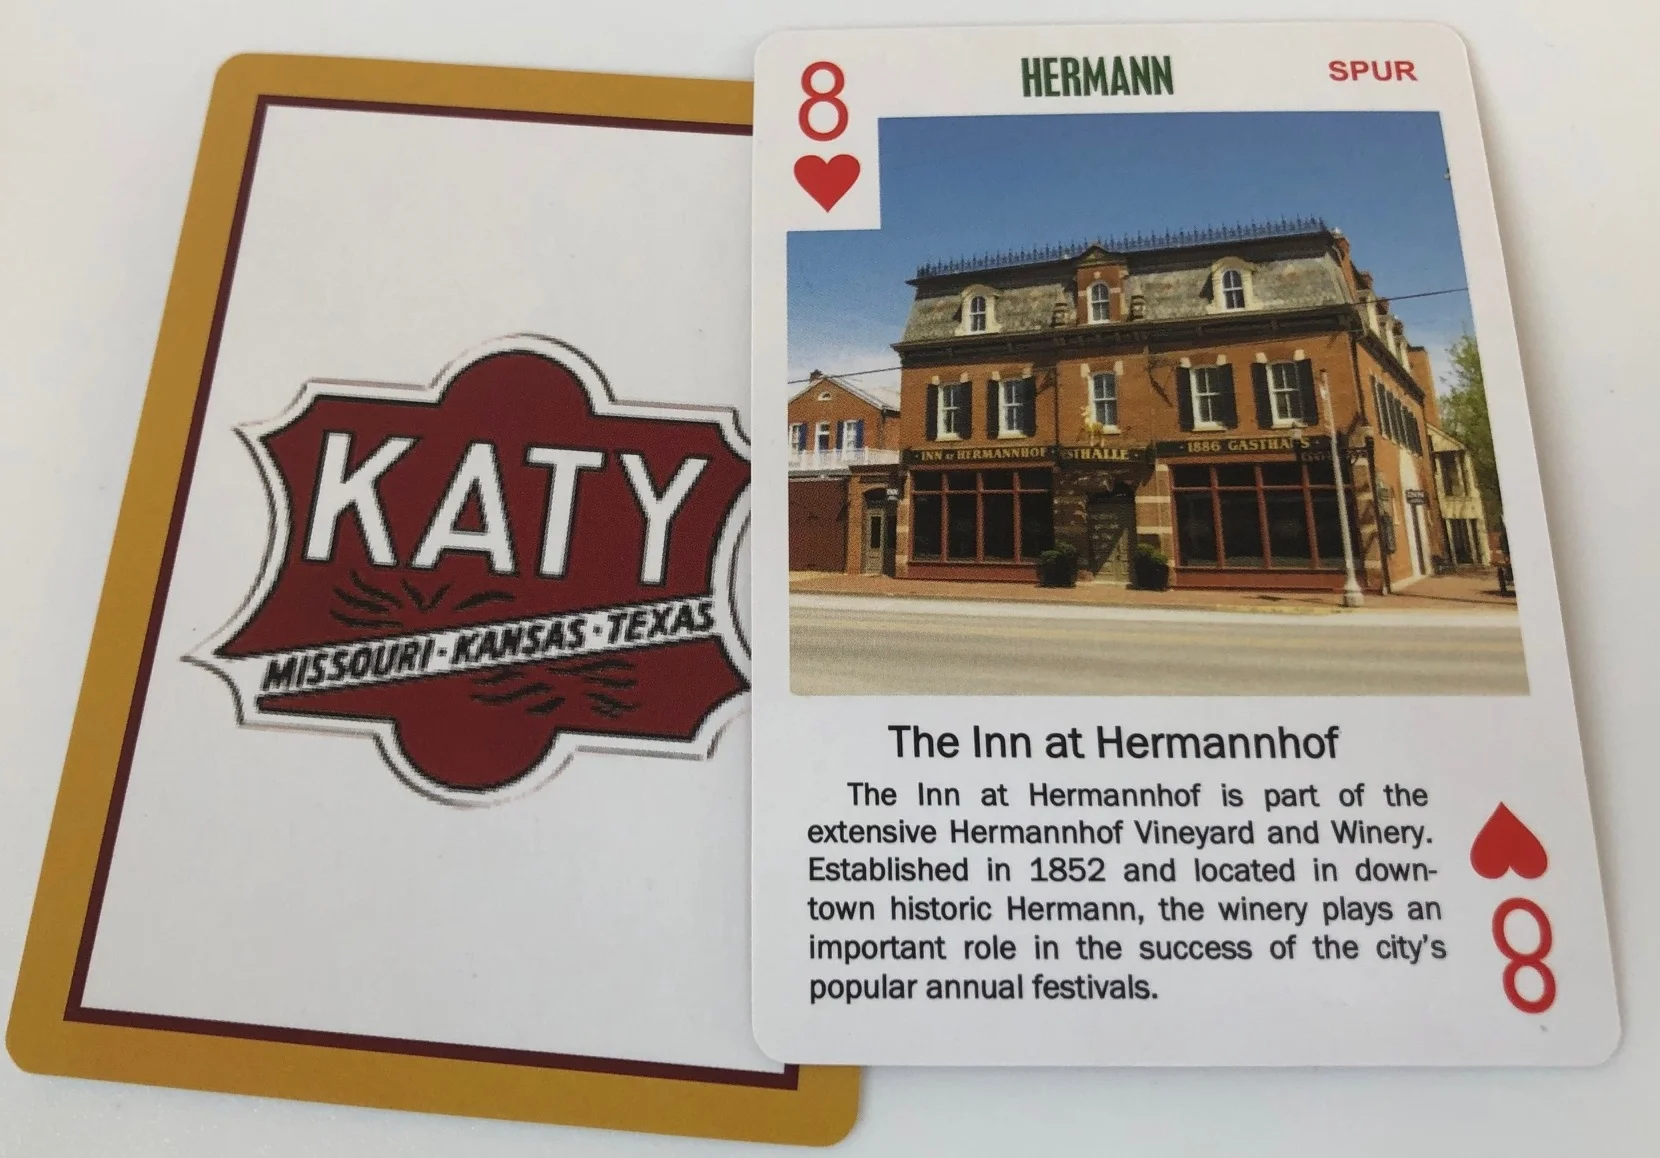 KATY
MISSOURI · KANSAS · TEXAS
8
HERMANN
SPUR
· INN AT HERMANNHOF ·
STHALLE ·
· 1886 GASTHAUS ·
The Inn at Hermannhof
The Inn at Hermannhof is part of the
extensive Hermannhof Vineyard and Winery.
Established in 1852 and located in down-
town historic Hermann, the winery plays an
important role in the success of the city's
popular annual festivals.
8